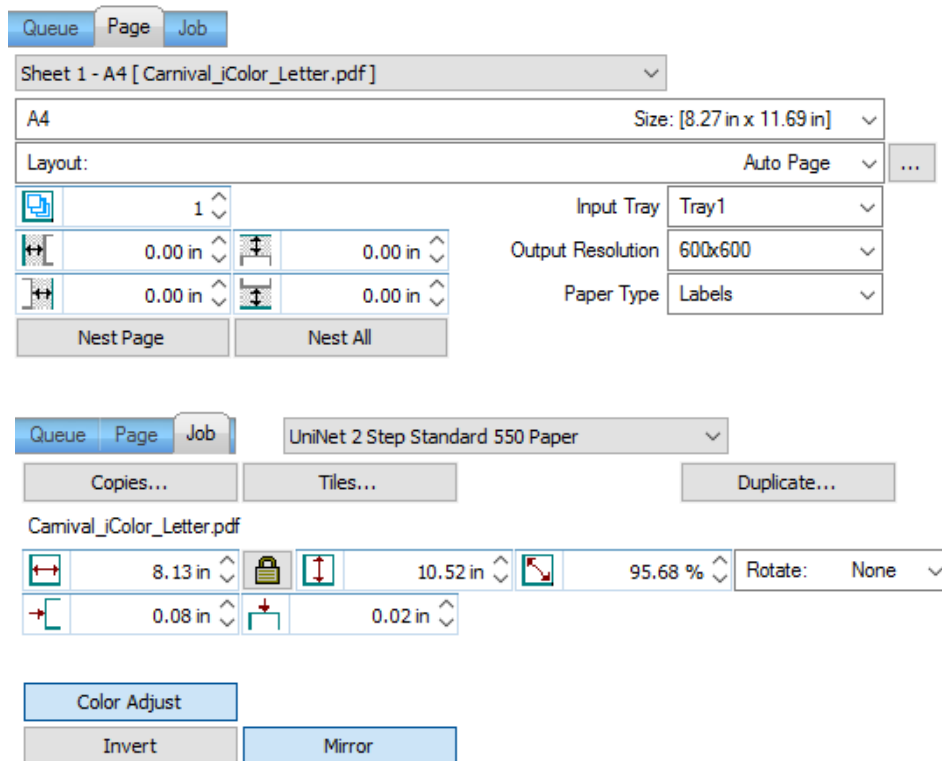 Queue Page Job
Sheet 1 - A4 [ Carnival_iColor_Letter.pdf ]
A4 Size: [8.27 in x 11.69 in]
Layout: Auto Page ...
1 Input Tray Tray1
0.00 in 0.00 in Output Resolution 600x600
0.00 in 0.00 in Paper Type Labels
Nest Page Nest All
Queue Page Job UniNet 2 Step Standard 550 Paper
Copies... Tiles... Duplicate...
Carnival_iColor_Letter.pdf
8.13 in 10.52 in 95.68 % Rotate: None
0.08 in 0.02 in
Color Adjust
Invert Mirror